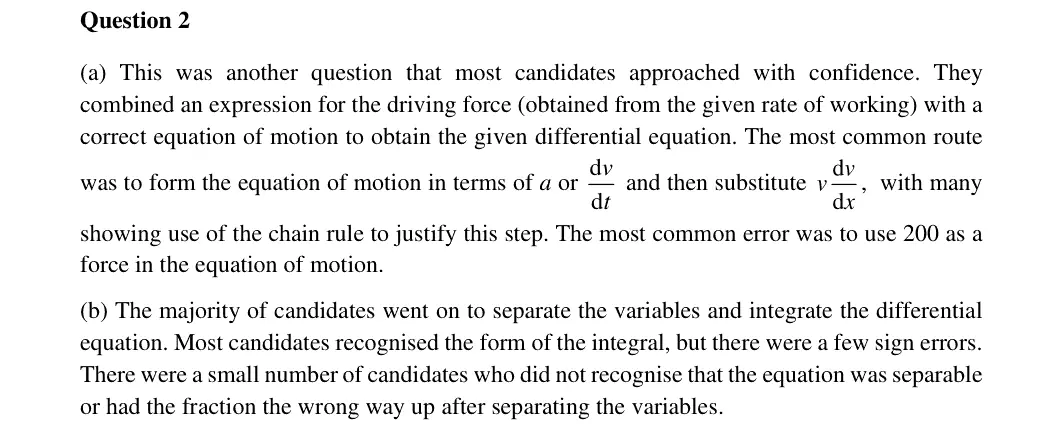 Question 2
(a) This was another question that most candidates approached with confidence. They
combined an expression for the driving force (obtained from the given rate of working) with a
correct equation of motion to obtain the given differential equation. The most common route
was to form the equation of motion in terms of a or dv/dt and then substitute v dv/dx, with many
showing use of the chain rule to justify this step. The most common error was to use 200 as a
force in the equation of motion.
(b) The majority of candidates went on to separate the variables and integrate the differential
equation. Most candidates recognised the form of the integral, but there were a few sign errors.
There were a small number of candidates who did not recognise that the equation was separable
or had the fraction the wrong way up after separating the variables.